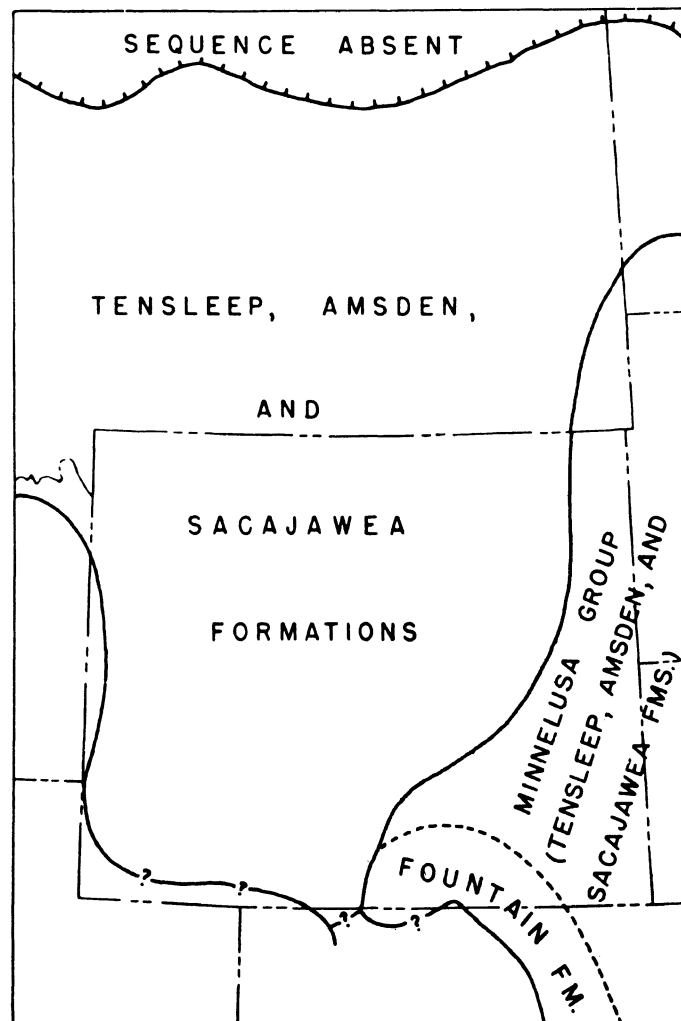 SEQUENCE ABSENT
TENSLEEP, AMSDEN,
AND
SACAJAWEA
FORMATIONS
MINNELUSA GROUP
(TENSLEEP, AMSDEN, AND
SACAJAWEA FMS.)
FOUNTAIN FM.
?
?
?
?